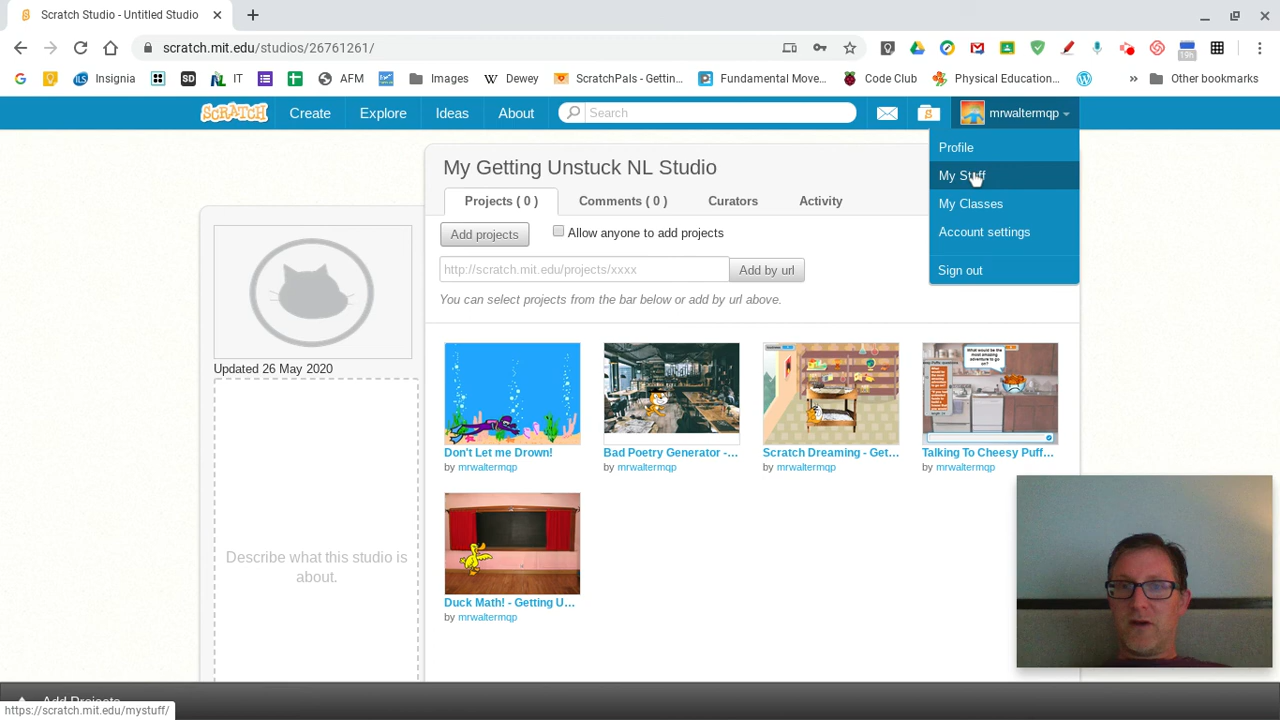 Scratch Studio - Untitled Studio
scratch.mit.edu/studios/26761261/
19h
Insignia
SD
IT
AFM
Images
W Dewey
ScratchPals - Gettin...
Fundamental Move...
Code Club
Physical Education...
»
Other bookmarks
SCRATCH
Create
Explore
Ideas
About
Search
mrwaltermqp
Profile
My Stuff
My Classes
Account settings
Sign out
My Getting Unstuck NL Studio
Projects ( 0 )
Comments ( 0 )
Curators
Activity
Add projects
Allow anyone to add projects
http://scratch.mit.edu/projects/xxxx
Add by url
You can select projects from the bar below or add by url above.
Updated 26 May 2020
Describe what this studio is
about.
Don't Let me Drown!
by mrwaltermqp
Bad Poetry Generator -...
by mrwaltermqp
Scratch Dreaming - Get...
by mrwaltermqp
Talking To Cheesy Puff...
by mrwaltermqp
Duck Math! - Getting U...
by mrwaltermqp
Add Projects
https://scratch.mit.edu/mystuff/